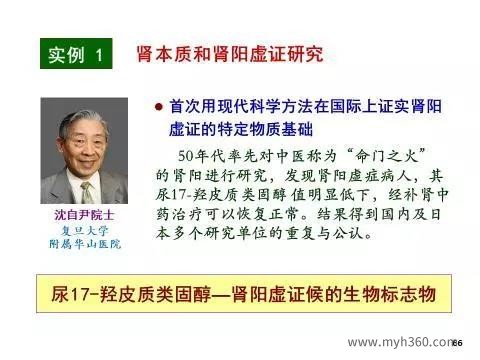 实例 1
肾本质和肾阳虚证研究
● 首次用现代科学方法在国际上证实肾阳
虚证的特定物质基础
50年代率先对中医称为“命门之火”
的肾阳进行研究，发现肾阳虚症病人，其
尿17-羟皮质类固醇值明显低下，经补肾中
药治疗可以恢复正常。结果得到国内及日
本多个研究单位的重复与公认。
沈自尹院士
复旦大学
附属华山医院
尿17-羟皮质类固醇—肾阳虚证候的生物标志物
www.myh360.com
86